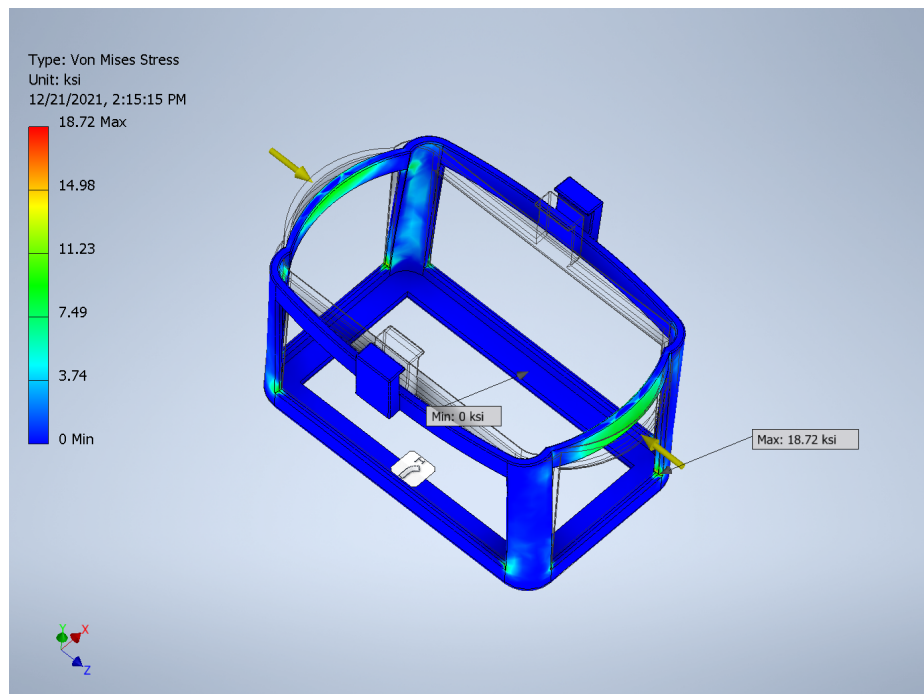 Type: Von Mises Stress
Unit: ksi
12/21/2021, 2:15:15 PM
18.72 Max
14.98
11.23
7.49
3.74
0 Min
Min: 0 ksi
Max: 18.72 ksi
H
Y
X
Z